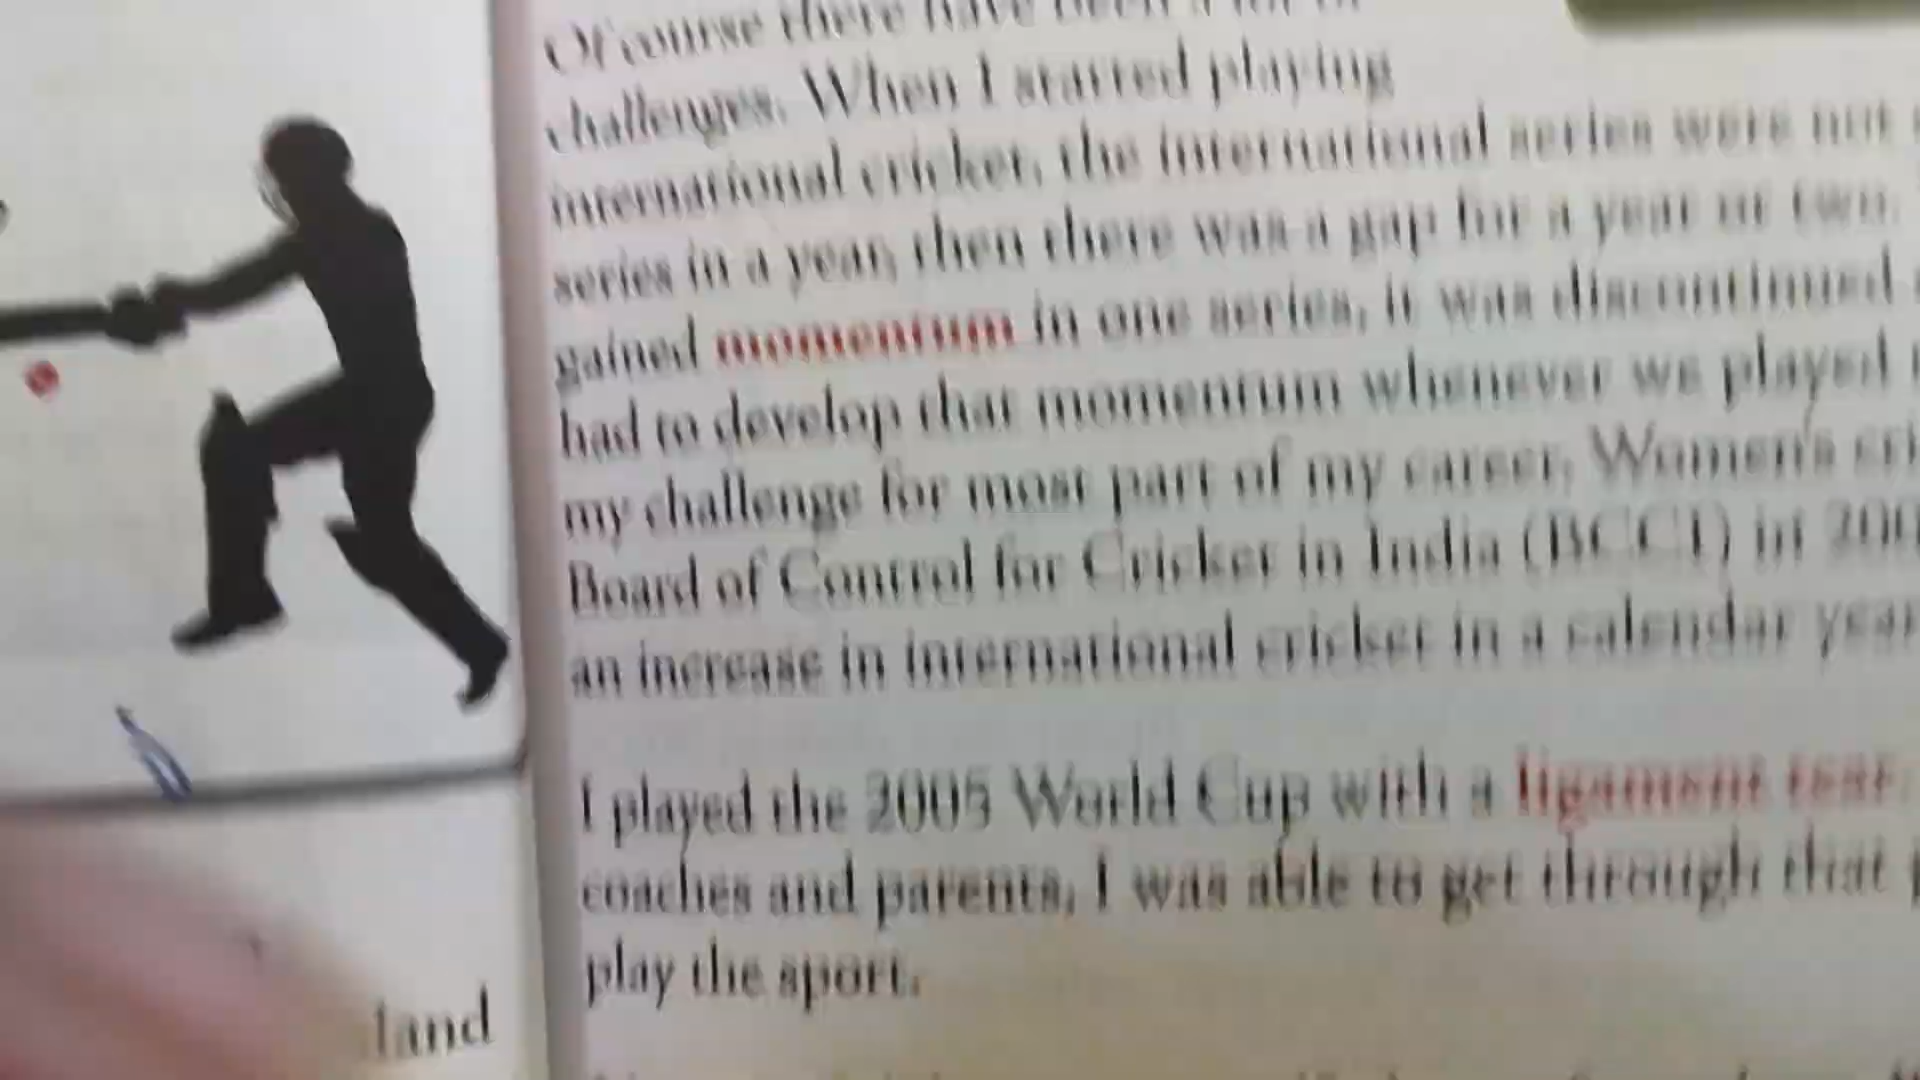 Of course there have been a lot of
challenges. When I started playing
international cricket, the international series were not
series in a year, then there was a gap for a year or two.
gained momentum in one series, it was discontinued
had to develop that momentum whenever we played
my challenge for most part of my career. Women's
Board of Control for Cricket in India (BCCI) in
an increase in international cricket in a calendar year
I played the 2005 World Cup with a ligament tear.
coaches and parents, I was able to get through that
play the sport.
land